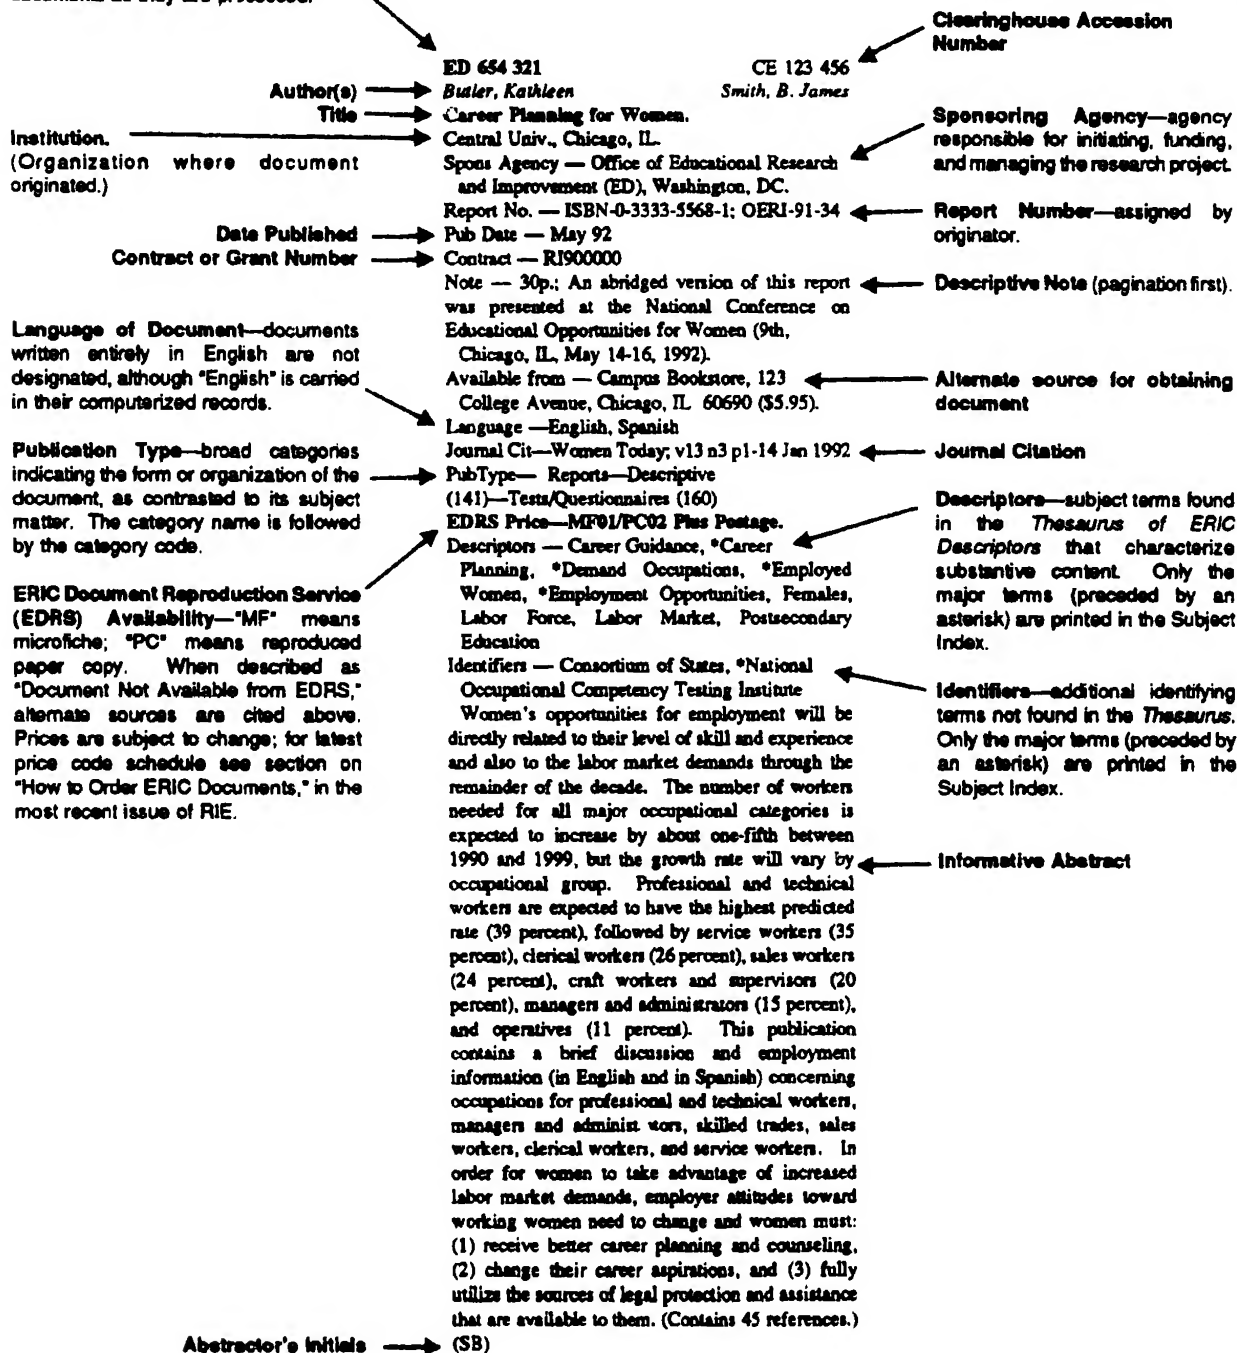 Clearinghouse Accession
Number
ED 654 321 CE 123 456
Author(s) Butler, Kathleen Smith, B. James
Title Career Planning for Women.
Institution.
(Organization where document
originated.)
Central Univ., Chicago, IL.
Spons Agency — Office of Educational Research
and Improvement (ED), Washington, DC.
Sponsoring Agency—agency
responsible for initiating, funding,
and managing the research project.
Report No. — ISBN-0-3333-5568-1; OERI-91-34
Report Number—assigned by
originator.
Date Published Pub Date — May 92
Contract or Grant Number Contract — RI900000
Note — 30p.; An abridged version of this report
was presented at the National Conference on
Educational Opportunities for Women (9th,
Chicago, IL, May 14-16, 1992).
Descriptive Note (pagination first).
Language of Document—documents
written entirely in English are not
designated, although "English" is carried
in their computerized records.
Available from — Campus Bookstore, 123
College Avenue, Chicago, IL 60690 ($5.95).
Alternate source for obtaining
document
Language —English, Spanish
Journal Cit—Women Today; v13 n3 p1-14 Jan 1992
Journal Citation
Publication Type—broad categories
indicating the form or organization of the
document, as contrasted to its subject
matter. The category name is followed
by the category code.
PubType— Reports—Descriptive
(141)—Tests/Questionnaires (160)
EDRS Price—MF01/PC02 Plus Postage.
ERIC Document Reproduction Service
(EDRS) Availability—"MF" means
microfiche; "PC" means reproduced
paper copy. When described as
"Document Not Available from EDRS,"
alternate sources are cited above.
Prices are subject to change; for latest
price code schedule see section on
"How to Order ERIC Documents," in the
most recent issue of RIE.
Descriptors — Career Guidance, *Career
Planning, *Demand Occupations, *Employed
Women, *Employment Opportunities, Females,
Labor Force, Labor Market, Postsecondary
Education
Descriptors—subject terms found
in the Thesaurus of ERIC
Descriptors that characterize
substantive content. Only the
major terms (preceded by an
asterisk) are printed in the Subject
Index.
Identifiers — Consortium of States, *National
Occupational Competency Testing Institute
Identifiers—additional identifying
terms not found in the Thesaurus.
Only the major terms (preceded by
an asterisk) are printed in the
Subject Index.
Women's opportunities for employment will be
directly related to their level of skill and experience
and also to the labor market demands through the
remainder of the decade. The number of workers
needed for all major occupational categories is
expected to increase by about one-fifth between
1990 and 1999, but the growth rate will vary by
occupational group. Professional and technical
workers are expected to have the highest predicted
rate (39 percent), followed by service workers (35
percent), clerical workers (26 percent), sales workers
(24 percent), craft workers and supervisors (20
percent), managers and administrators (15 percent),
and operatives (11 percent). This publication
contains a brief discussion and employment
information (in English and in Spanish) concerning
occupations for professional and technical workers,
managers and administ ators, skilled trades, sales
workers, clerical workers, and service workers. In
order for women to take advantage of increased
labor market demands, employer attitudes toward
working women need to change and women must:
(1) receive better career planning and counseling,
(2) change their career aspirations, and (3) fully
utilize the sources of legal protection and assistance
that are available to them. (Contains 45 references.)
Informative Abstract
Abstractor's Initials (SB)